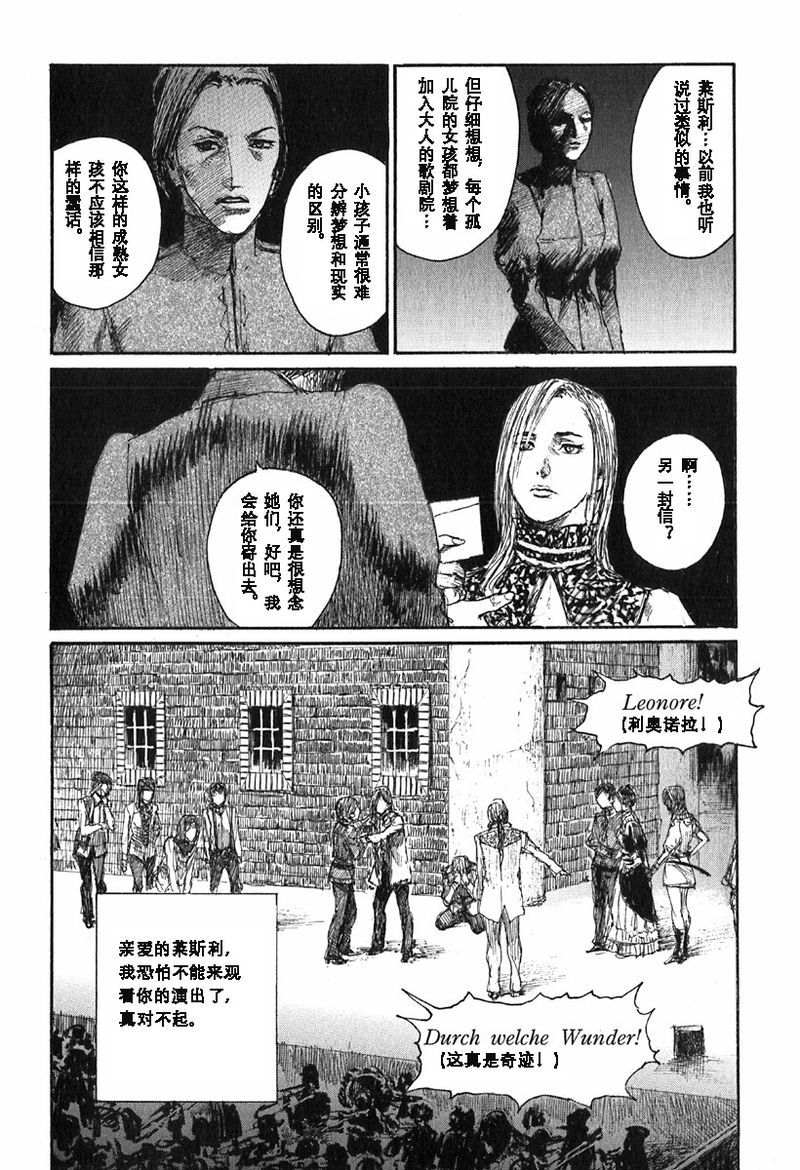 莱斯利…以前我也听
说过类似的事情。
但仔细想想，每个孤
儿院的女孩都梦想着
加入大人的歌剧院…
小孩子通常很难
分辨梦想和现实
的区别。
你这样的成熟女
孩不应该相信那
样的童话。
啊……
另一封信？
你还真是很想念
她们，好吧，我
会给你寄出去。
Leonore!
(利奥诺拉！)
亲爱的莱斯利，
我恐怕不能来观
看你的演出了，
真对不起。
Durch welche Wunder!
(这真是奇迹！)